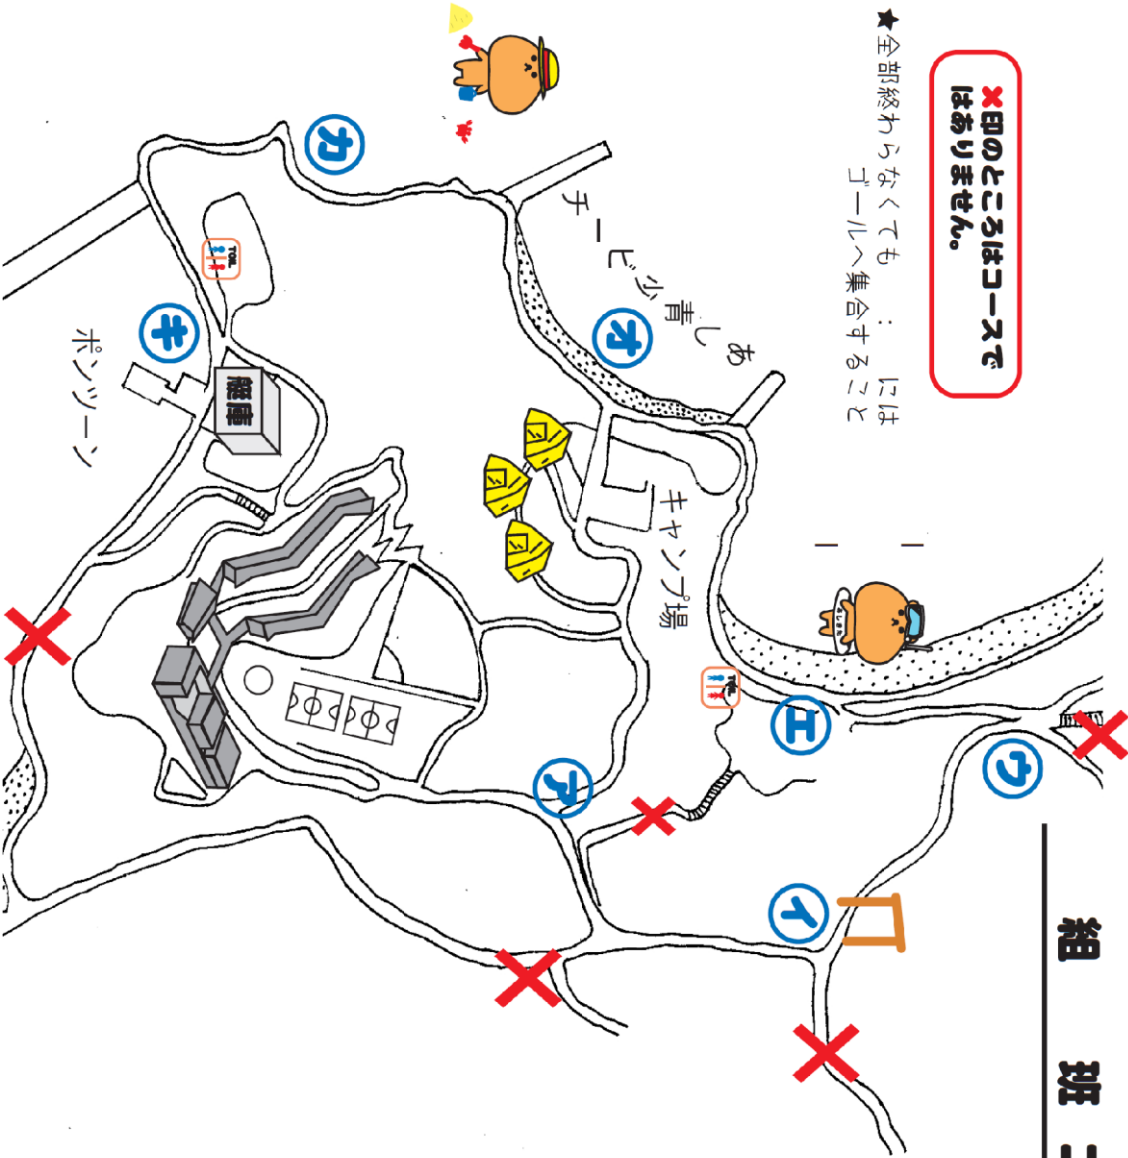 組 班
×印のところはコースで
はありません。
★全部終わらなくても : には
ゴールへ集合すること
ウ
エ
TOIL
イ
あし青少ビーチ
オ
キャンプ場
ア
カ
TOIL
キ
艇庫
ポンツーン